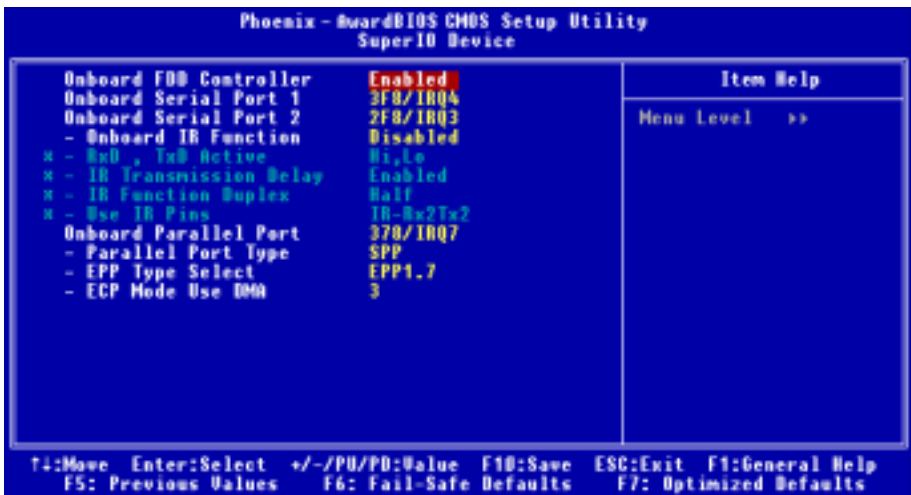 Phoenix - AwardBIOS CMOS Setup Utility
SuperIO Device
Onboard FDD Controller Enabled
Onboard Serial Port 1 3F8/IRQ4
Onboard Serial Port 2 2F8/IRQ3
- Onboard IR Function Disabled
x - RxD , TxD Active Hi,Lo
x - IR Transmission Delay Enabled
x - IR Function Duplex Half
x - Use IR Pins IR-Rx2Tx2
Onboard Parallel Port 378/IRQ7
- Parallel Port Type SPP
- EPP Type Select EPP1.7
- ECP Mode Use DMA 3
Item Help
Menu Level ►►
↑↓:Move Enter:Select +/-/PU/PD:Value F10:Save ESC:Exit F1:General Help
F5: Previous Values F6: Fail-Safe Defaults F7: Optimized Defaults